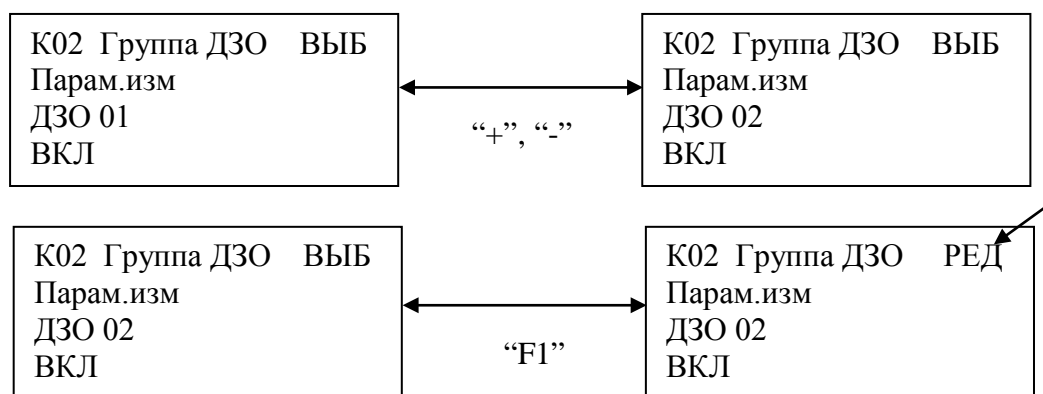 К02 Группа ДЗО ВЫБ
Парам.изм
ДЗО 01
ВКЛ
“+”, “-”
К02 Группа ДЗО ВЫБ
Парам.изм
ДЗО 02
ВКЛ
К02 Группа ДЗО ВЫБ
Парам.изм
ДЗО 02
ВКЛ
“F1”
К02 Группа ДЗО РЕД
Парам.изм
ДЗО 02
ВКЛ